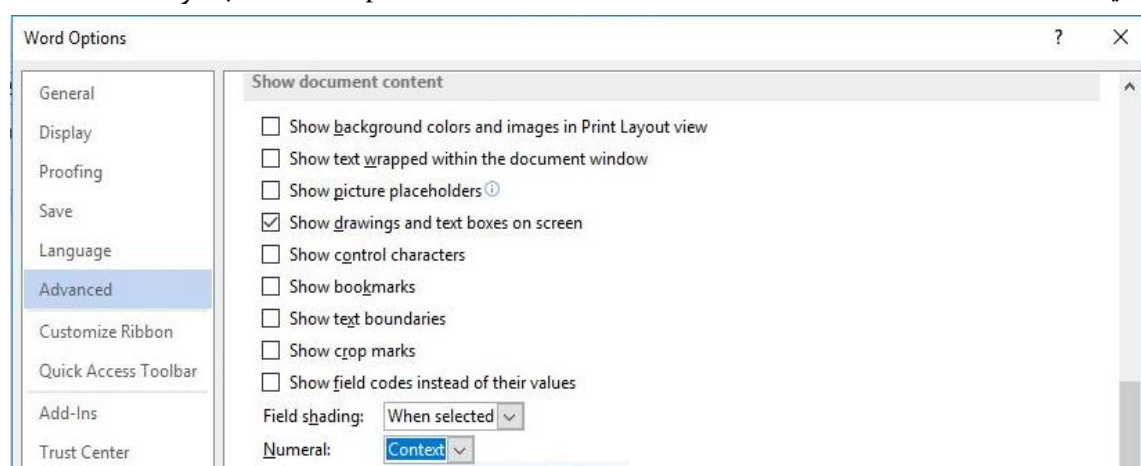 Word Options
General
Display
Proofing
Save
Language
Advanced
Customize Ribbon
Quick Access Toolbar
Add-Ins
Trust Center
Show document content
Show background colors and images in Print Layout view
Show text wrapped within the document window
Show picture placeholders
Show drawings and text boxes on screen
Show control characters
Show bookmarks
Show text boundaries
Show crop marks
Show field codes instead of their values
Field shading: When selected
Numeral: Context